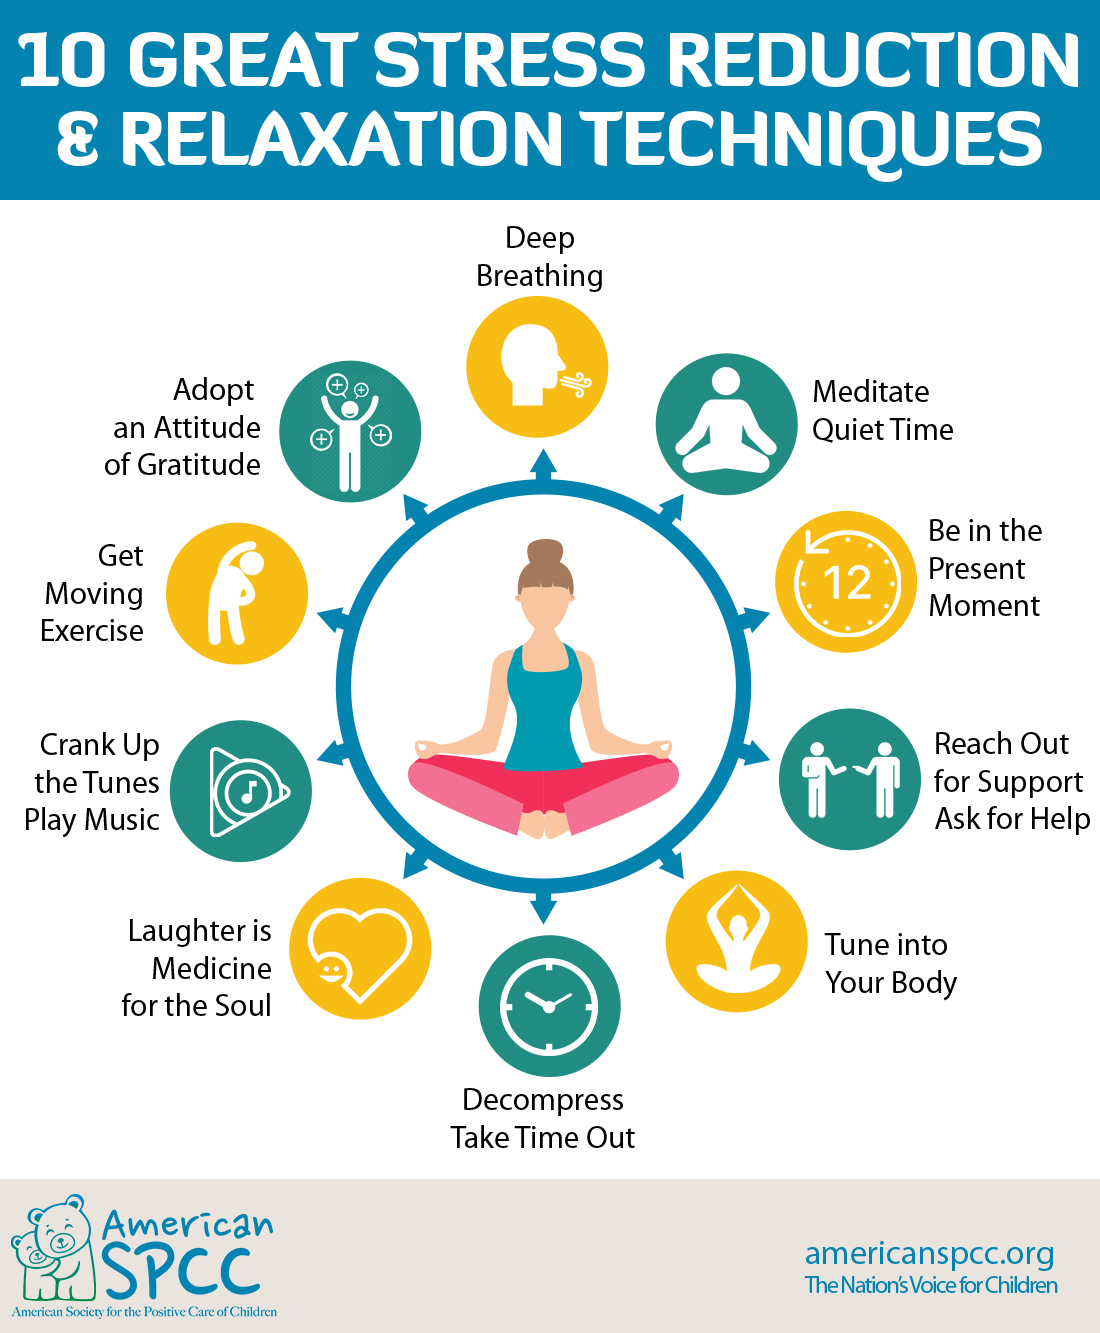 10 GREAT STRESS REDUCTION
& RELAXATION TECHNIQUES
Deep
Breathing
Meditate
Quiet Time
Be in the
Present
Moment
12
Reach Out
for Support
Ask for Help
Tune into
Your Body
Decompress
Take Time Out
Laughter is
Medicine
for the Soul
Crank Up
the Tunes
Play Music
Get
Moving
Exercise
Adopt
an Attitude
of Gratitude
American
SPCC
American Society for the Positive Care of Children
americanspcc.org
The Nation's Voice for Children